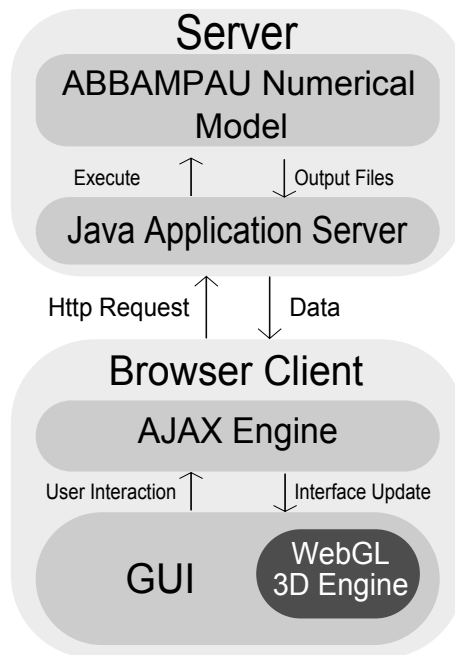 Server
ABBAMPAU Numerical
Model
Execute
Output Files
Java Application Server
Http Request
Data
Browser Client
AJAX Engine
User Interaction
Interface Update
GUI
WebGL
3D Engine